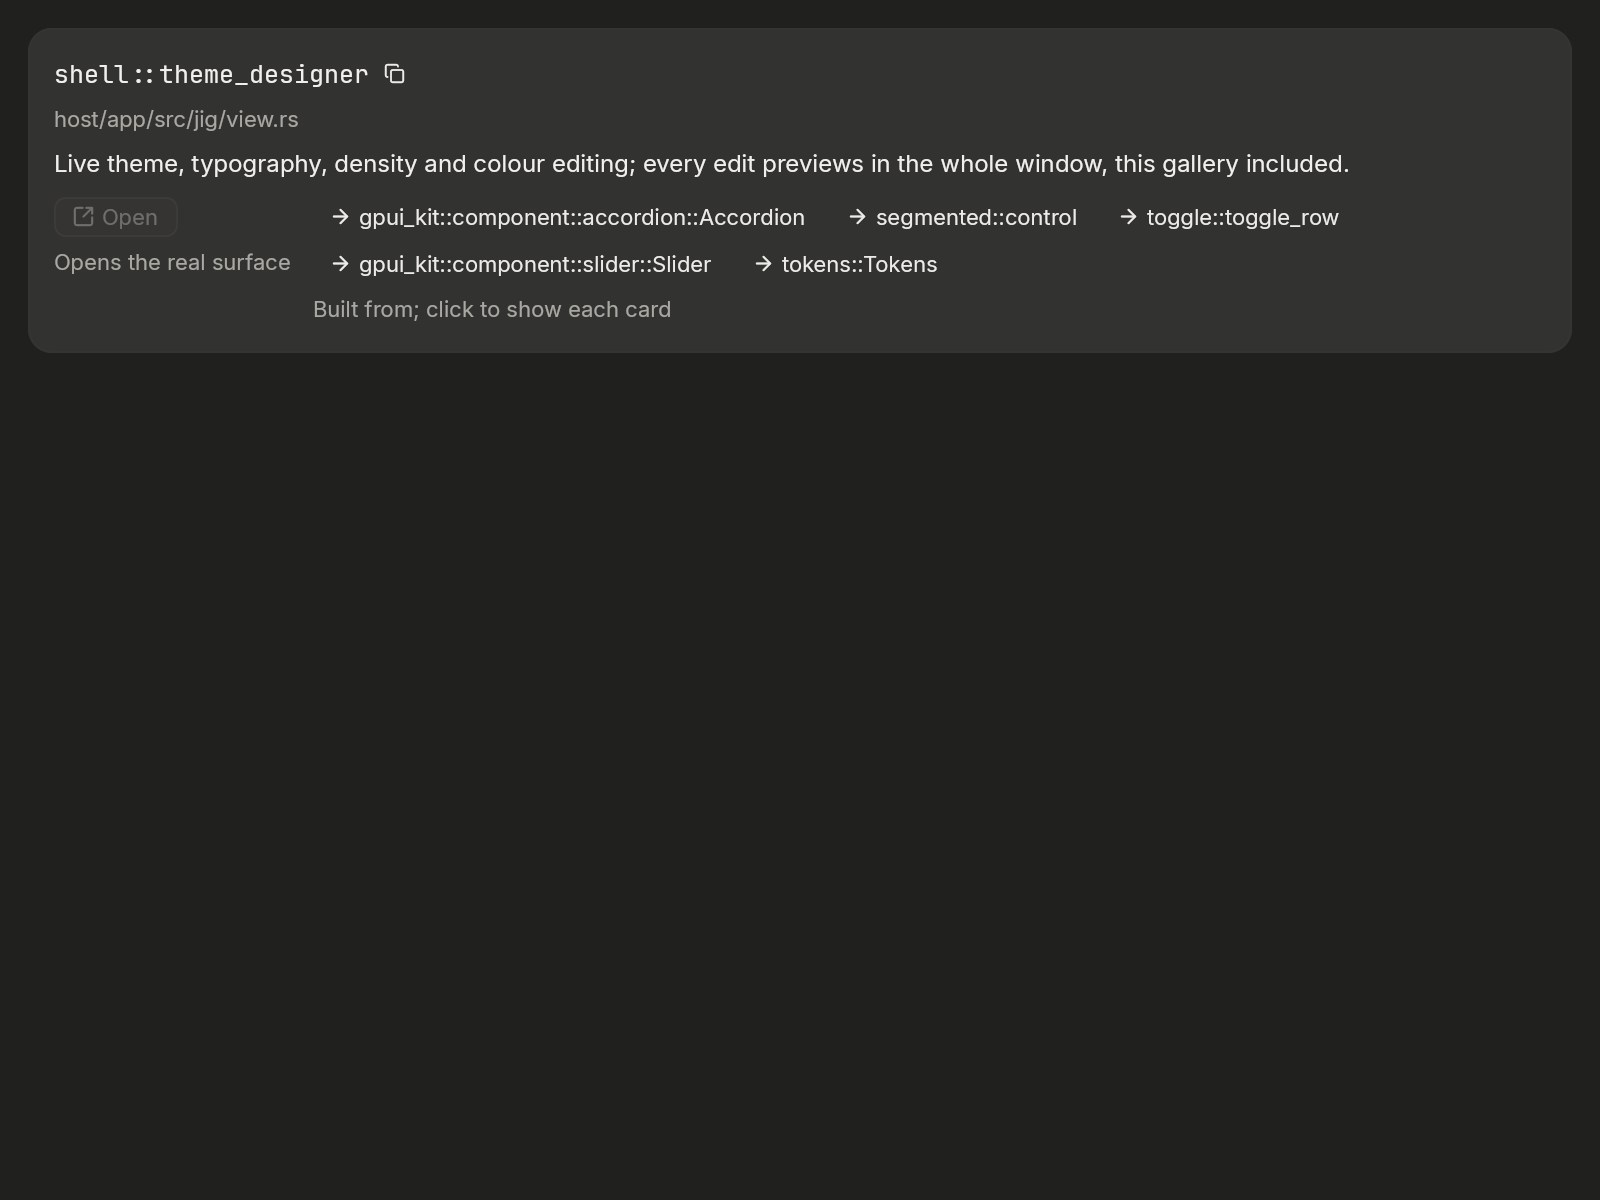 shell::theme_designer
host/app/src/jig/view.rs
Live theme, typography, density and colour editing; every edit previews in the whole window, this gallery included.
Open
Opens the real surface
→ gpui_kit::component::accordion::Accordion → segmented::control → toggle::toggle_row
→ gpui_kit::component::slider::Slider → tokens::Tokens
Built from; click to show each card